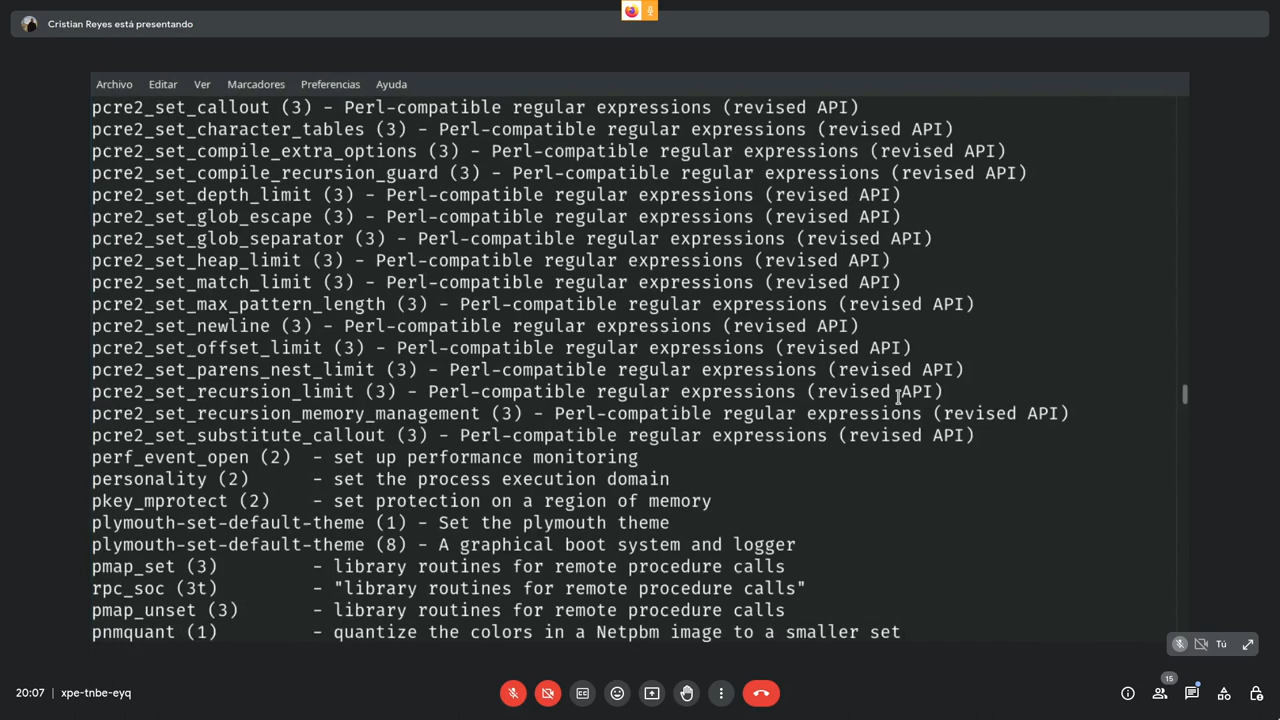 Cristian Reyes está presentando
Archivo Editar Ver Marcadores Preferencias Ayuda
pcre2_set_callout (3) - Perl-compatible regular expressions (revised API)
pcre2_set_character_tables (3) - Perl-compatible regular expressions (revised API)
pcre2_set_compile_extra_options (3) - Perl-compatible regular expressions (revised API)
pcre2_set_compile_recursion_guard (3) - Perl-compatible regular expressions (revised API)
pcre2_set_depth_limit (3) - Perl-compatible regular expressions (revised API)
pcre2_set_glob_escape (3) - Perl-compatible regular expressions (revised API)
pcre2_set_glob_separator (3) - Perl-compatible regular expressions (revised API)
pcre2_set_heap_limit (3) - Perl-compatible regular expressions (revised API)
pcre2_set_match_limit (3) - Perl-compatible regular expressions (revised API)
pcre2_set_max_pattern_length (3) - Perl-compatible regular expressions (revised API)
pcre2_set_newline (3) - Perl-compatible regular expressions (revised API)
pcre2_set_offset_limit (3) - Perl-compatible regular expressions (revised API)
pcre2_set_parens_nest_limit (3) - Perl-compatible regular expressions (revised API)
pcre2_set_recursion_limit (3) - Perl-compatible regular expressions (revised API)
pcre2_set_recursion_memory_management (3) - Perl-compatible regular expressions (revised API)
pcre2_set_substitute_callout (3) - Perl-compatible regular expressions (revised API)
perf_event_open (2) - set up performance monitoring
personality (2) - set the process execution domain
pkey_mprotect (2) - set protection on a region of memory
plymouth-set-default-theme (1) - Set the plymouth theme
plymouth-set-default-theme (8) - A graphical boot system and logger
pmap_set (3) - library routines for remote procedure calls
rpc_soc (3t) - "library routines for remote procedure calls"
pmap_unset (3) - library routines for remote procedure calls
pnmquant (1) - quantize the colors in a Netpbm image to a smaller set
Tú
20:07 | xpe-tnbe-eyq
15